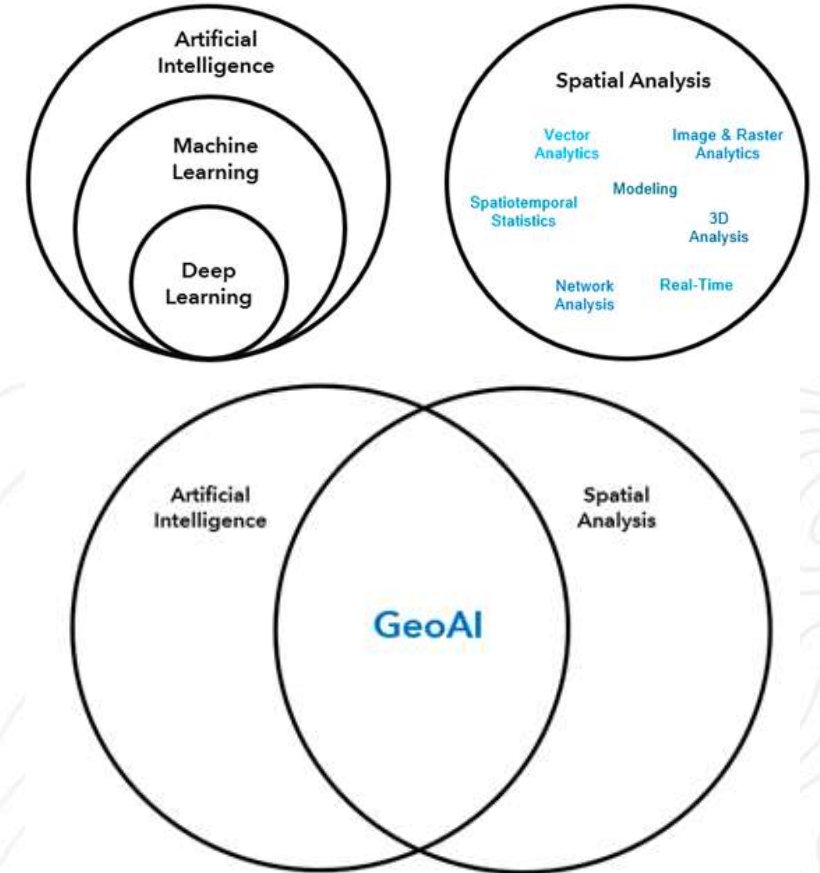 Artificial
Intelligence
Machine
Learning
Deep
Learning
Spatial Analysis
Vector
Analytics
Image & Raster
Analytics
Modeling
Spatiotemporal
Statistics
3D
Analysis
Network
Analysis
Real-Time
Artificial
Intelligence
Spatial
Analysis
GeoAI